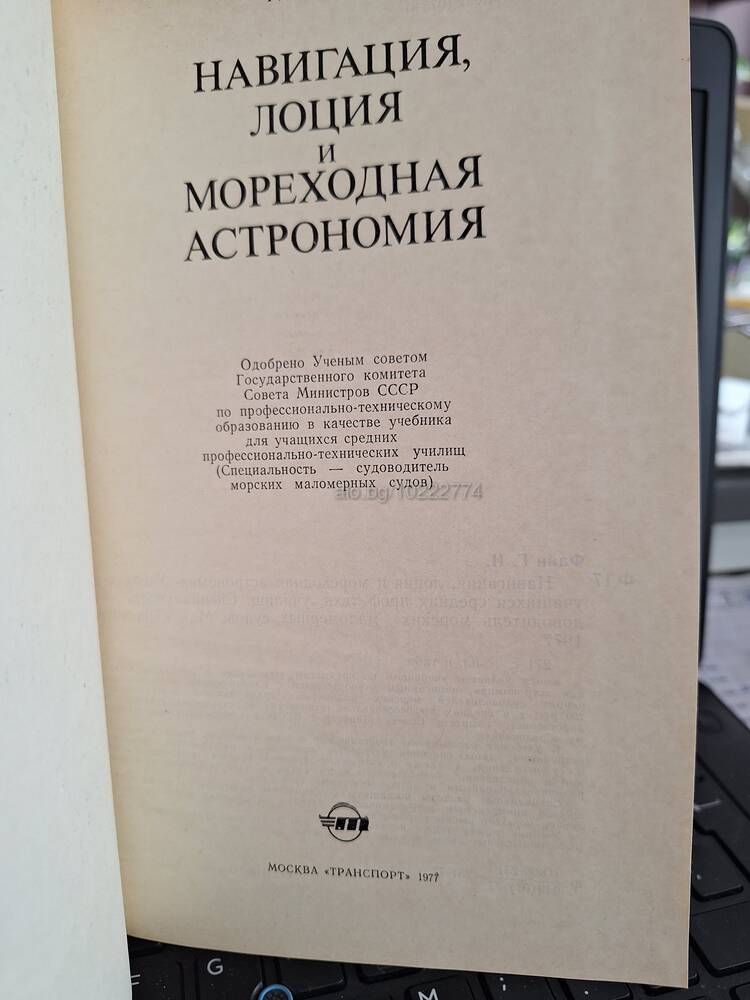 НАВИГАЦИЯ,
ЛОЦИЯ
И
МОРЕХОДНАЯ
АСТРОНОМИЯ
Одобрено Ученым советом
Государственного комитета
Совета Министров СССР
по профессионально-техническому
образованию в качестве учебника
для учащихся средних
профессионально-технических училищ
(Специальность — судоводитель
морских маломерных судов)
alo.bg/10222774
МОСКВА «ТРАНСПОРТ» 1977
G
M